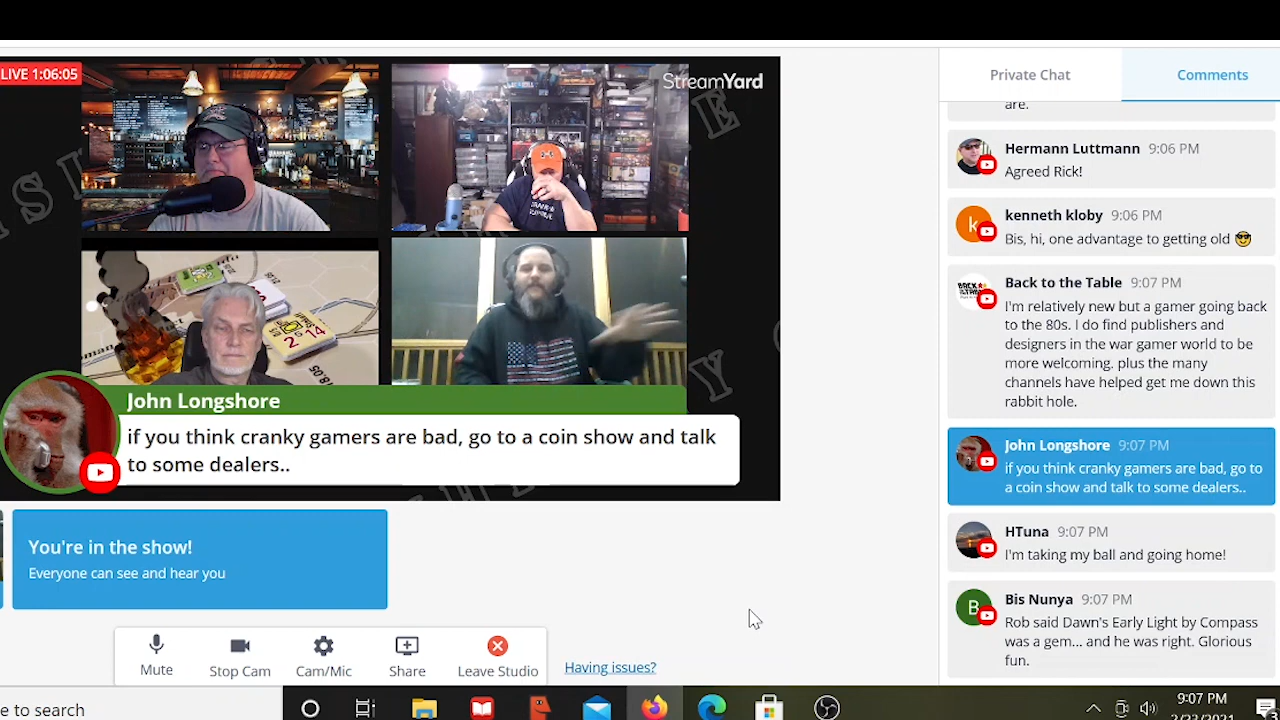 LIVE 1:06:05
StreamYard
John Longshore
if you think cranky gamers are bad, go to a coin show and talk
to some dealers..
You're in the show!
Everyone can see and hear you
Mute
Stop Cam
Cam/Mic
Share
Leave Studio
Having issues?
Private Chat
Comments
are.
Hermann Luttmann 9:06 PM
Agreed Rick!
kenneth kloby 9:06 PM
Bis, hi, one advantage to getting old 😎
Back to the Table 9:07 PM
I'm relatively new but a gamer going back
to the 80s. I do find publishers and
designers in the war gamer world to be
more welcoming. plus the many
channels have helped get me down this
rabbit hole.
John Longshore 9:07 PM
if you think cranky gamers are bad, go to
a coin show and talk to some dealers..
HTuna 9:07 PM
I'm taking my ball and going home!
B
Bis Nunya 9:07 PM
Rob said Dawn's Early Light by Compass
was a gem... and he was right. Glorious
fun.
e to search
9:07 PM
2/23/2021